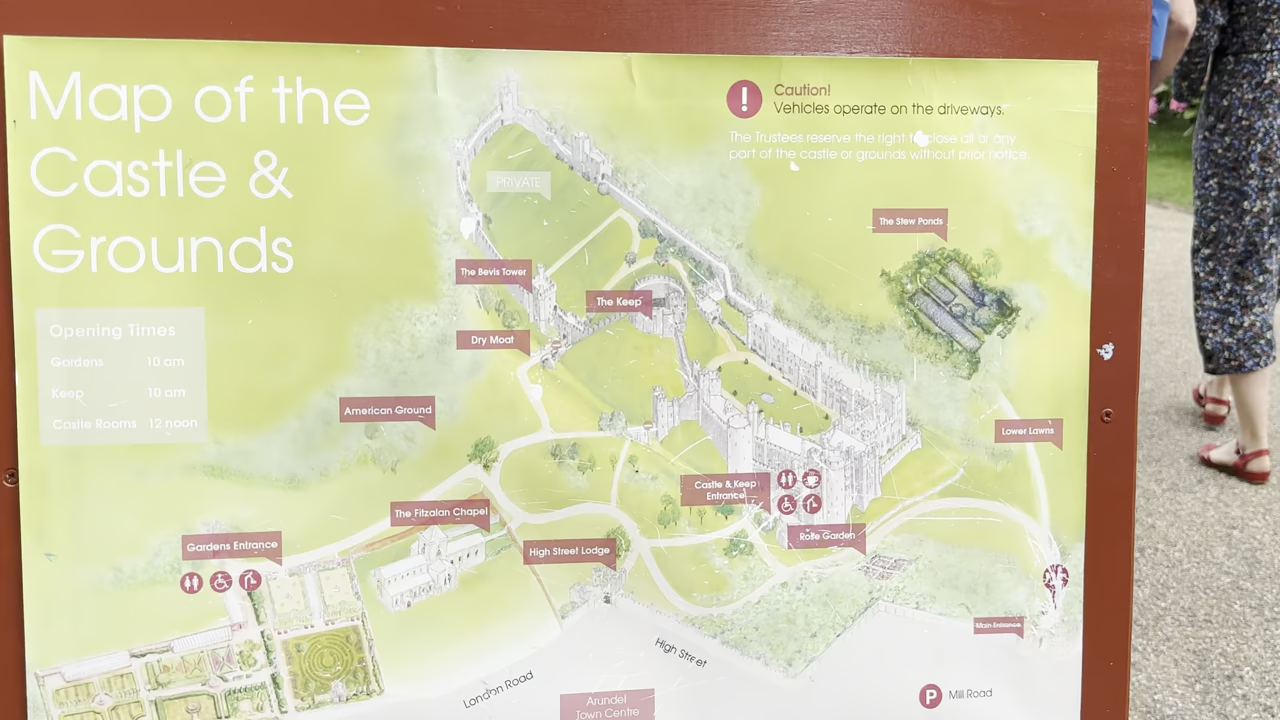 Map of the
Castle &
Grounds
Opening Times
Gardens 10 am
Keep 10 am
Castle Rooms 12 noon
Caution!
Vehicles operate on the driveways.
The Trustees reserve the right to close all or any
part of the castle or grounds without prior notice.
PRIVATE
The Stew Ponds
The Bevis Tower
The Keep
Dry Moat
American Ground
Lower Lawns
Castle & Keep
Entrance
The Fitzalan Chapel
Rose Garden
Gardens Entrance
High Street Lodge
Main Entrance
High Street
London Road
P Mill Road
Arundel
Town Centre